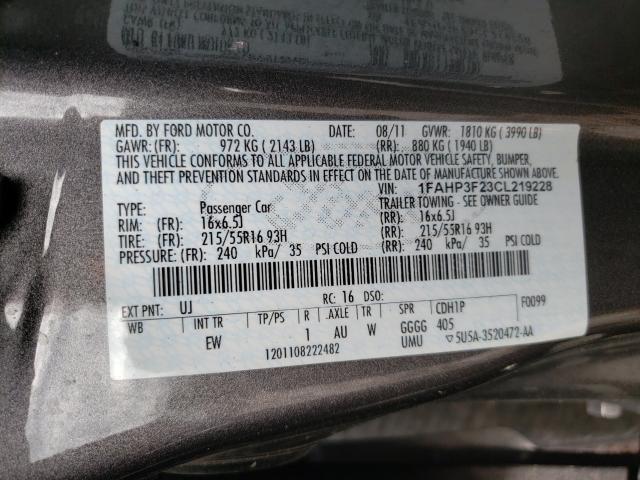 MFD. BY FORD MOTOR CO. DATE: 08/11 GVWR: 1810 KG ( 3990 LB)
GAWR: (FR): 972 KG ( 2143 LB) (RR): 880 KG ( 1940 LB)
THIS VEHICLE CONFORMS TO ALL APPLICABLE FEDERAL MOTOR VEHICLE SAFETY, BUMPER,
AND THEFT PREVENTION STANDARDS IN EFFECT ON THE DATE OF MANUFACTURE SHOWN ABOVE.
VIN: 1FAHP3F23CL219228
TYPE: Passenger Car TRAILER TOWING - SEE OWNER GUIDE
RIM: (FR): 16x6.5J (RR): 16x6.5J
TIRE: (FR): 215/55R16 93H (RR): 215/55R16 93H
PRESSURE: (FR): 240 kPa/ 35 PSI COLD (RR): 240 kPa/ 35 PSI COLD
EXT PNT: UJ RC: 16 DSO: F0099
WB INT TR TP/PS R AXLE TR SPR CDH1P
EW 1 AU W GGGG 405
1201108222482 UMU 5U5A-3520472-AA